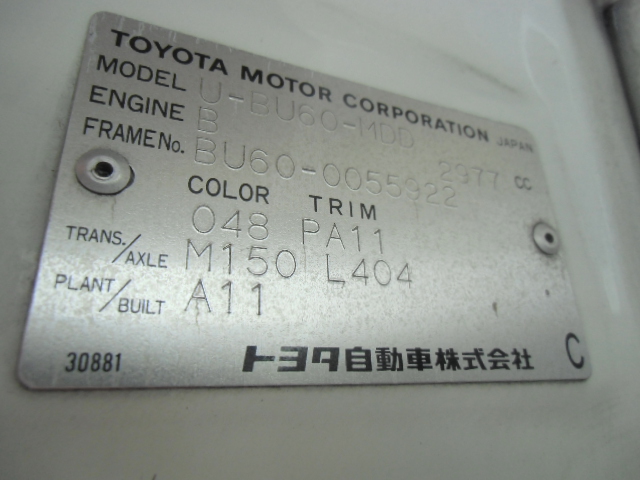 TOYOTA MOTOR CORPORATION JAPAN
MODEL U-BU60-MDD
ENGINE B 2977 CC
FRAME No. BU60-0055922
COLOR TRIM
048 PA11
TRANS./AXLE M150 L404
PLANT/BUILT A11
30881 トヨタ自動車株式会社 C